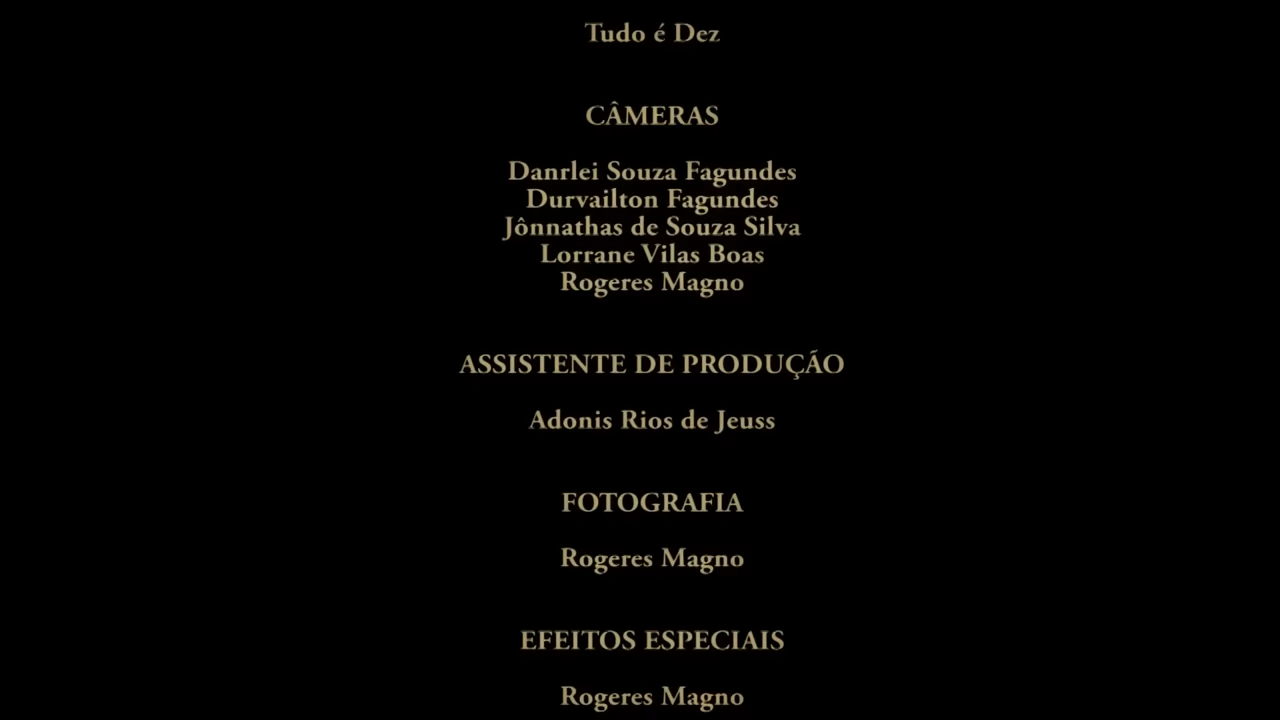 Tudo é Dez
CÂMERAS
Danrlei Souza Fagundes
Durvailton Fagundes
Jônnathas de Souza Silva
Lorrane Vilas Boas
Rogeres Magno
ASSISTENTE DE PRODUÇÃO
Adonis Rios de Jeuss
FOTOGRAFIA
Rogeres Magno
EFEITOS ESPECIAIS
Rogeres Magno